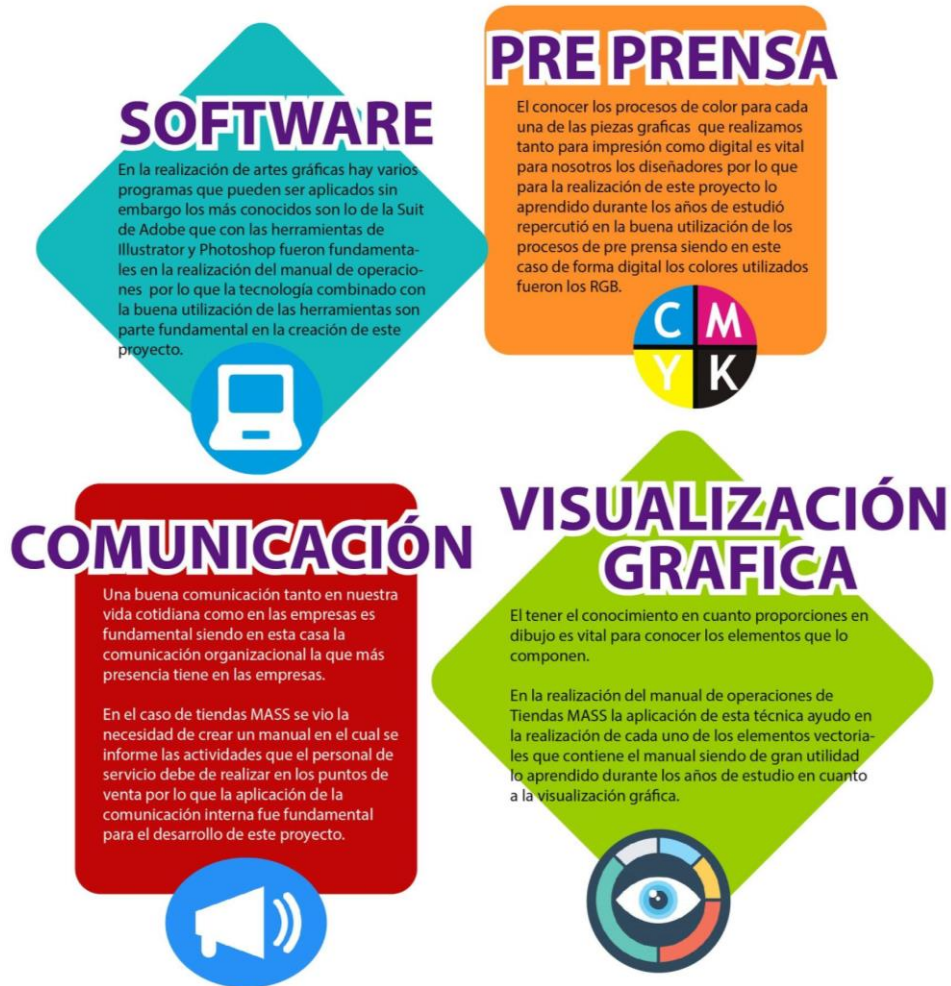 SOFTWARE
En la realización de artes gráficas hay varios
programas que pueden ser aplicados sin
embargo los más conocidos son lo de la Suit
de Adobe que con las herramientas de
Illustrator y Photoshop fueron fundamenta-
les en la realización del manual de operacio-
nes por lo que la tecnología combinado con
la buena utilización de las herramientas son
parte fundamental en la creación de este
proyecto.
PRE PRENSA
El conocer los procesos de color para cada
una de las piezas graficas que realizamos
tanto para impresión como digital es vital
para nosotros los diseñadores por lo que
para la realización de este proyecto lo
aprendido durante los años de estudió
repercutió en la buena utilización de los
procesos de pre prensa siendo en este
caso de forma digital los colores utilizados
fueron los RGB.
C M
Y K
COMUNICACIÓN
Una buena comunicación tanto en nuestra
vida cotidiana como en las empresas es
fundamental siendo en esta casa la
comunicación organizacional la que más
presencia tiene en las empresas.
En el caso de tiendas MASS se vio la
necesidad de crear un manual en el cual se
informe las actividades que el personal de
servicio debe de realizar en los puntos de
venta por lo que la aplicación de la
comunicación interna fue fundamental
para el desarrollo de este proyecto.
VISUALIZACIÓN
GRAFICA
El tener el conocimiento en cuanto proporciones en
dibujo es vital para conocer los elementos que lo
componen.
En la realización del manual de operaciones de
Tiendas MASS la aplicación de esta técnica ayudo en
la realización de cada uno de los elementos vectoria-
les que contiene el manual siendo de gran utilidad
lo aprendido durante los años de estudio en cuanto
a la visualización gráfica.